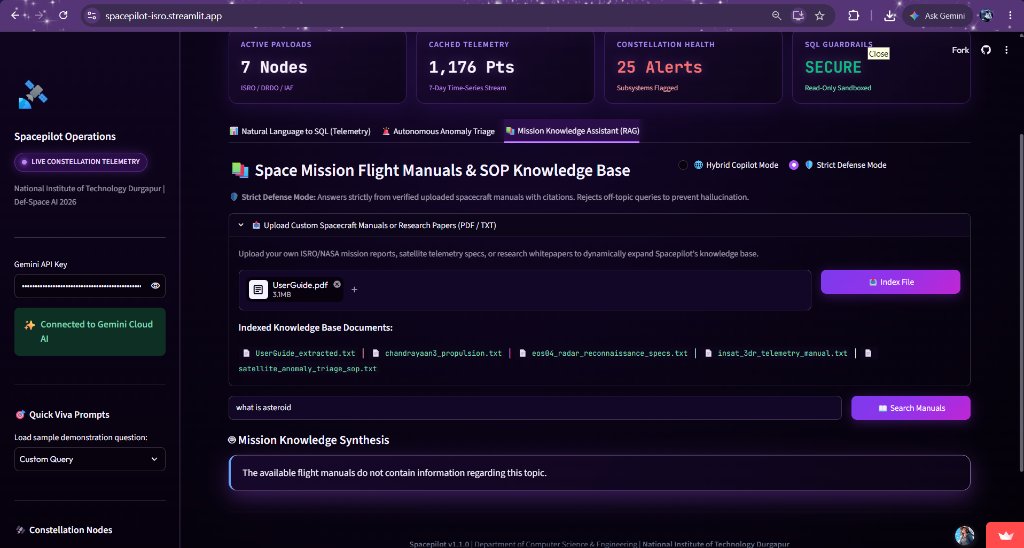 spacepilot-isro.streamlit.app
Ask Gemini
Spacepilot Operations
LIVE CONSTELLATION TELEMETRY
National Institute of Technology Durgapur |
Def-Space AI 2026
Gemini API Key
Connected to Gemini Cloud
AI
Quick Viva Prompts
Load sample demonstration question:
Custom Query
Constellation Nodes
Fork
Close
ACTIVE PAYLOADS
7 Nodes
ISRO / DRDO / IAF
CACHED TELEMETRY
1,176 Pts
7-Day Time-Series Stream
CONSTELLATION HEALTH
25 Alerts
Subsystems Flagged
SQL GUARDRAILS
SECURE
Read-Only Sandboxed
Natural Language to SQL (Telemetry)
Autonomous Anomaly Triage
Mission Knowledge Assistant (RAG)
Space Mission Flight Manuals & SOP Knowledge Base
Hybrid Copilot Mode
Strict Defense Mode
Strict Defense Mode: Answers strictly from verified uploaded spacecraft manuals with citations. Rejects off-topic queries to prevent hallucination.
Upload Custom Spacecraft Manuals or Research Papers (PDF / TXT)
Upload your own ISRO/NASA mission reports, satellite telemetry specs, or research whitepapers to dynamically expand Spacepilot's knowledge base.
UserGuide.pdf
3.1MB
Index File
Indexed Knowledge Base Documents:
UserGuide_extracted.txt | chandrayaan3_propulsion.txt | eos04_radar_reconnaissance_specs.txt | insat_3dr_telemetry_manual.txt |
satellite_anomaly_triage_sop.txt
what is asteroid
Search Manuals
Mission Knowledge Synthesis
The available flight manuals do not contain information regarding this topic.
Spacepilot v1.1.0 | Department of Computer Science & Engineering | National Institute of Technology Durgapur